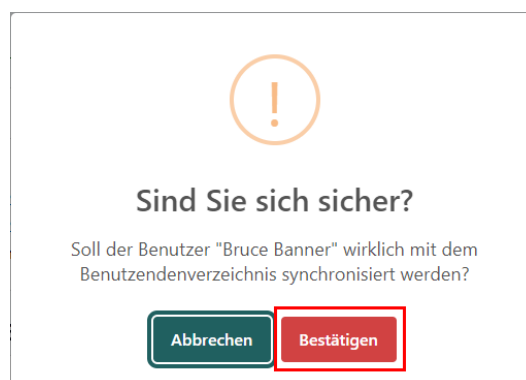 !
Sind Sie sich sicher?
Soll der Benutzer "Bruce Banner" wirklich mit dem
Benutzendenverzeichnis synchronisiert werden?
Abbrechen Bestätigen